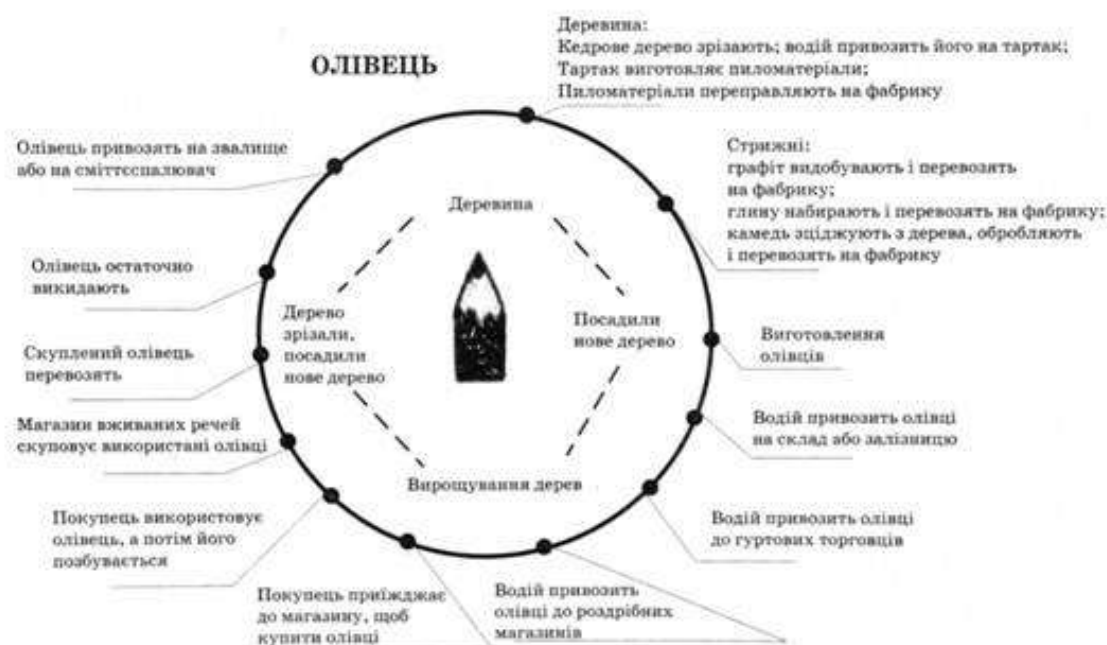 ОЛІВЕЦЬ
Деревина:
Кедрове дерево зрізають; водій привозить його на тартак;
Тартак виготовляє пиломатеріали;
Пиломатеріали переправляють на фабрику
Стрижні:
графіт видобувають і перевозять
на фабрику;
глину набирають і перевозять на фабрику;
камедь зціджують з дерева, обробляють
і перевозять на фабрику
Виготовлення
олівців
Водій привозить олівці
на склад або залізницю
Водій привозить олівці
до гуртових торговців
Водій привозить
олівці до роздрібних
магазинів
Покупець приїжджає
до магазину, щоб
купити олівці
Покупець використовує
олівець, а потім його
позбувається
Магазин вживаних речей
скуповує використані олівці
Скуплений олівець
перевозять
Олівець остаточно
викидають
Олівець привозять на звалище
або на сміттєспалювач
Деревина
Посадили
нове дерево
Вирощування дерев
Дерево
зрізали,
посадили
нове дерево